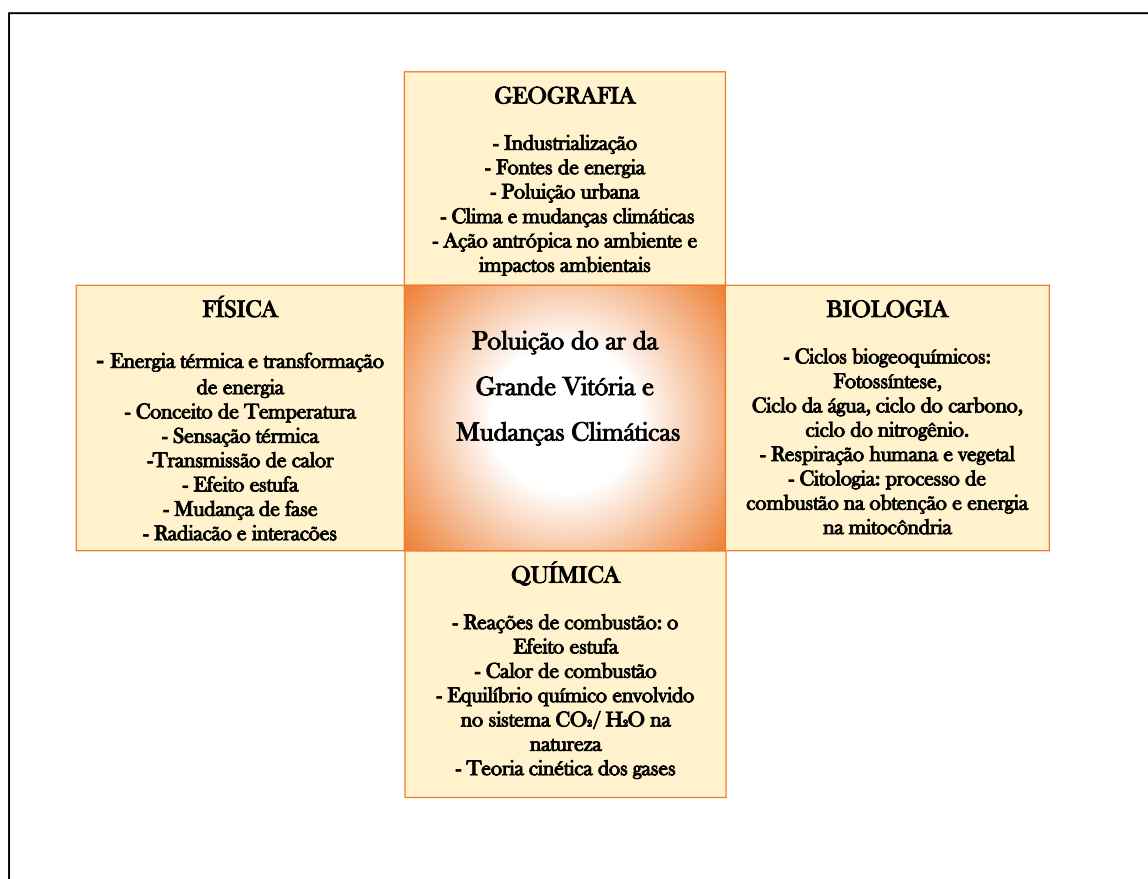 GEOGRAFIA
- Industrialização
- Fontes de energia
- Poluição urbana
- Clima e mudanças climáticas
- Ação antrópica no ambiente e
impactos ambientais
FÍSICA
- Energia térmica e transformação
de energia
- Conceito de Temperatura
- Sensação térmica
-Transmissão de calor
- Efeito estufa
- Mudança de fase
- Radiacão e interacões
Poluição do ar da
Grande Vitória e
Mudanças Climáticas
BIOLOGIA
- Ciclos biogeoquímicos:
Fotossíntese,
Ciclo da água, ciclo do carbono,
ciclo do nitrogênio.
- Respiração humana e vegetal
- Citologia: processo de
combustão na obtenção e energia
na mitocôndria
QUÍMICA
- Reações de combustão: o
Efeito estufa
- Calor de combustão
- Equilíbrio químico envolvido
no sistema CO₂/ H₂O na
natureza
- Teoria cinética dos gases